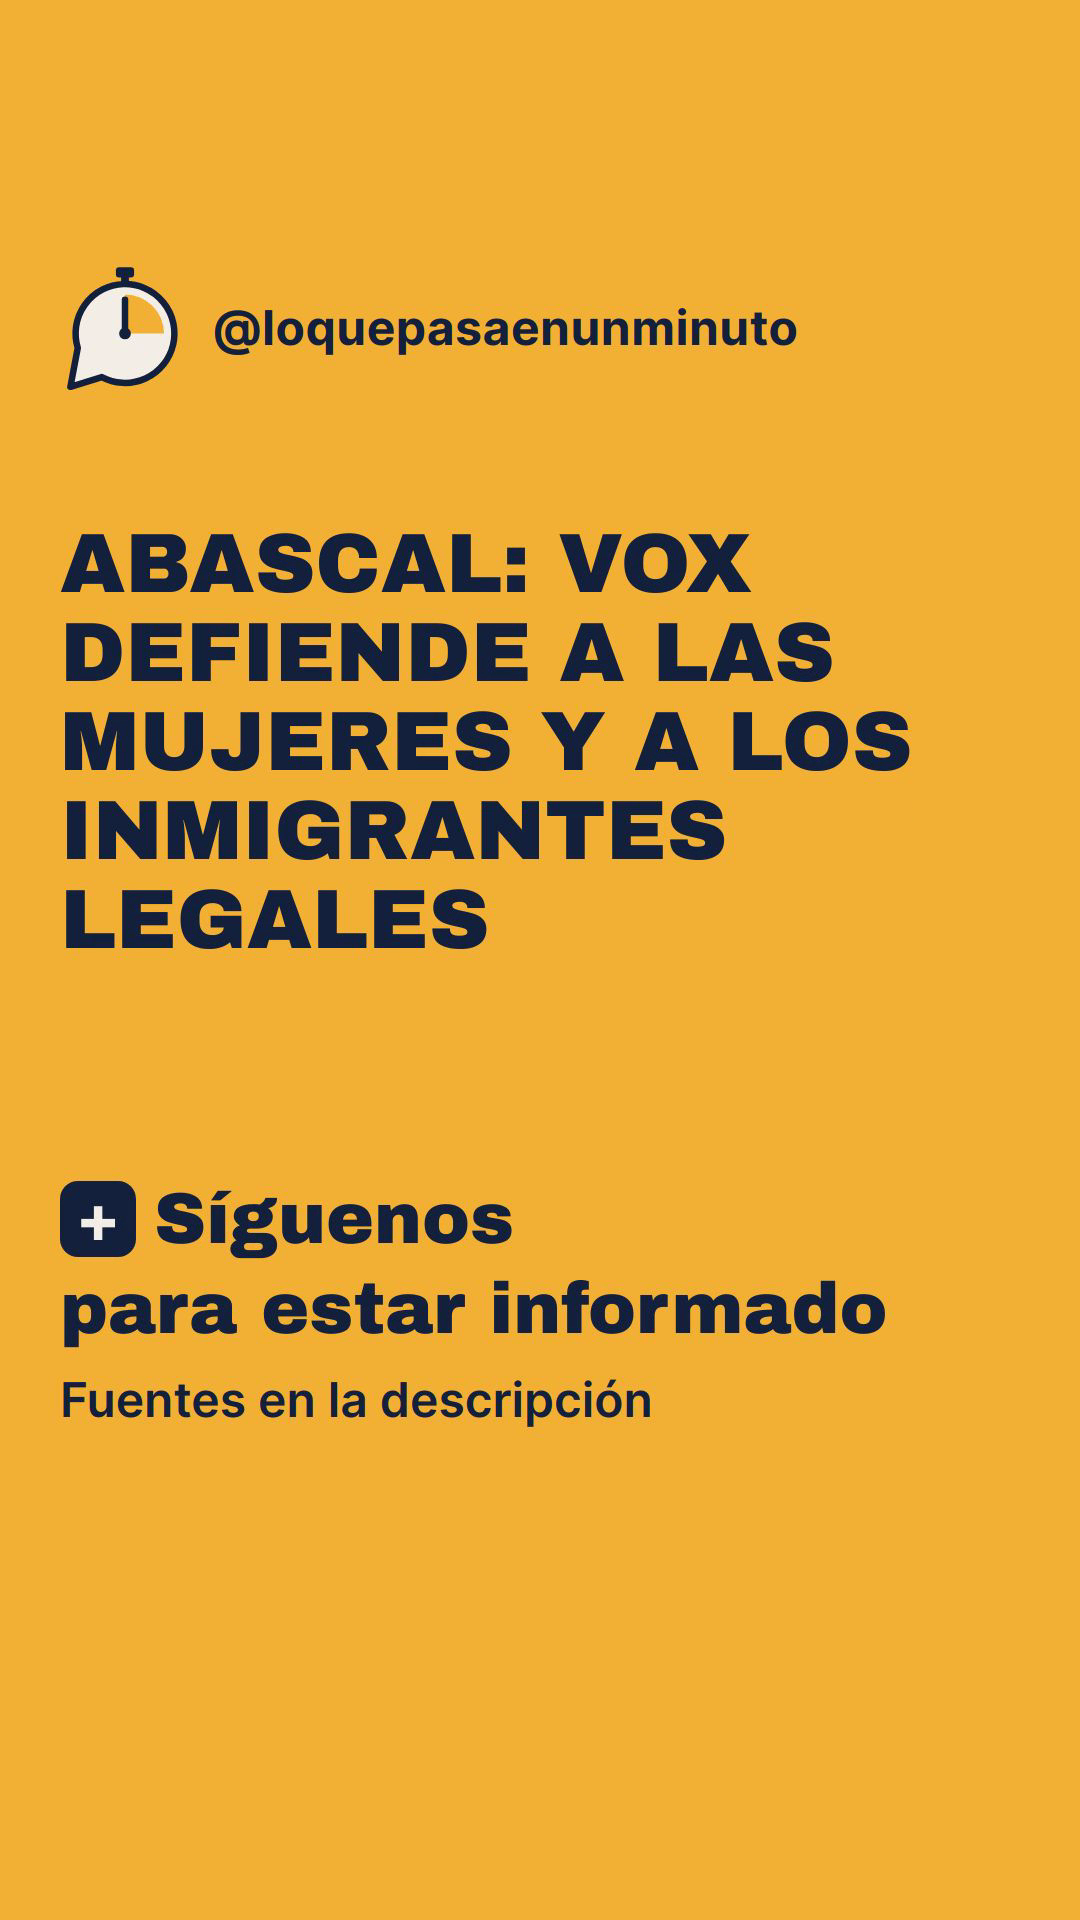 @loquepasaenunminuto
ABASCAL: VOX
DEFIENDE A LAS
MUJERES Y A LOS
INMIGRANTES
LEGALES
+ Síguenos
para estar informado
Fuentes en la descripción